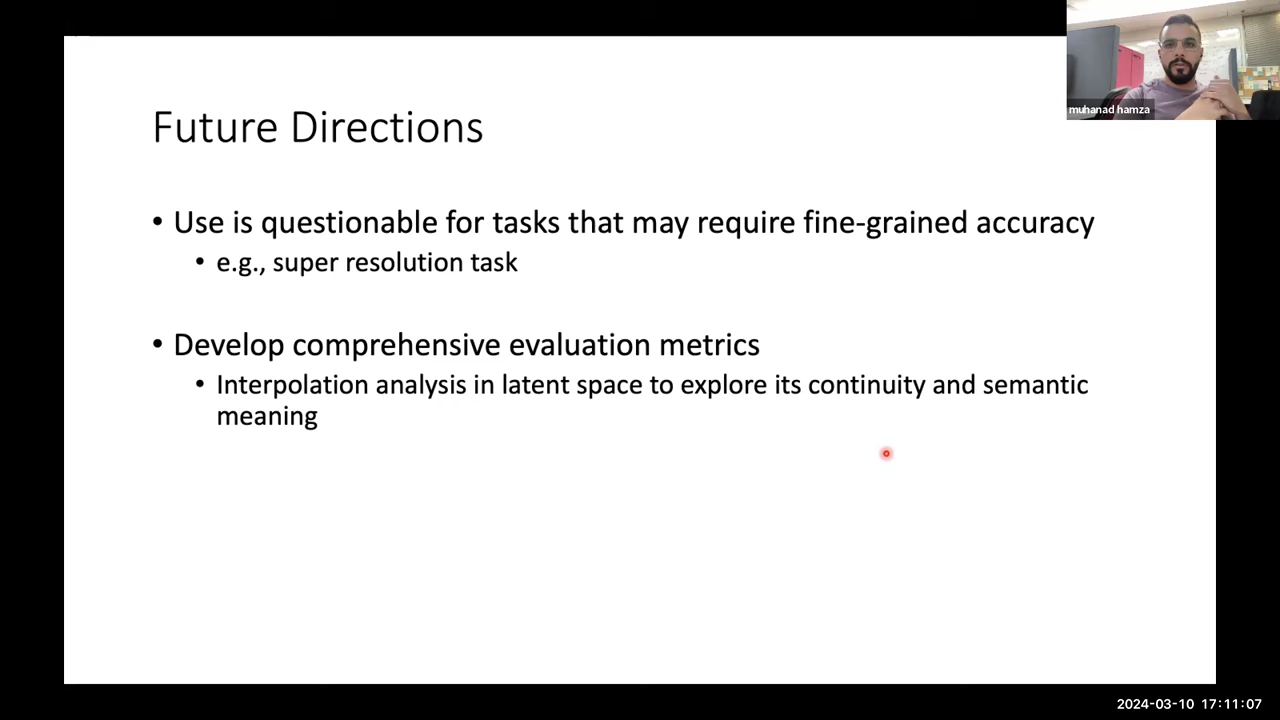 muhanad hamza
Future Directions
• Use is questionable for tasks that may require fine-grained accuracy
• e.g., super resolution task
• Develop comprehensive evaluation metrics
• Interpolation analysis in latent space to explore its continuity and semantic
meaning
2024-03-10 17:11:07